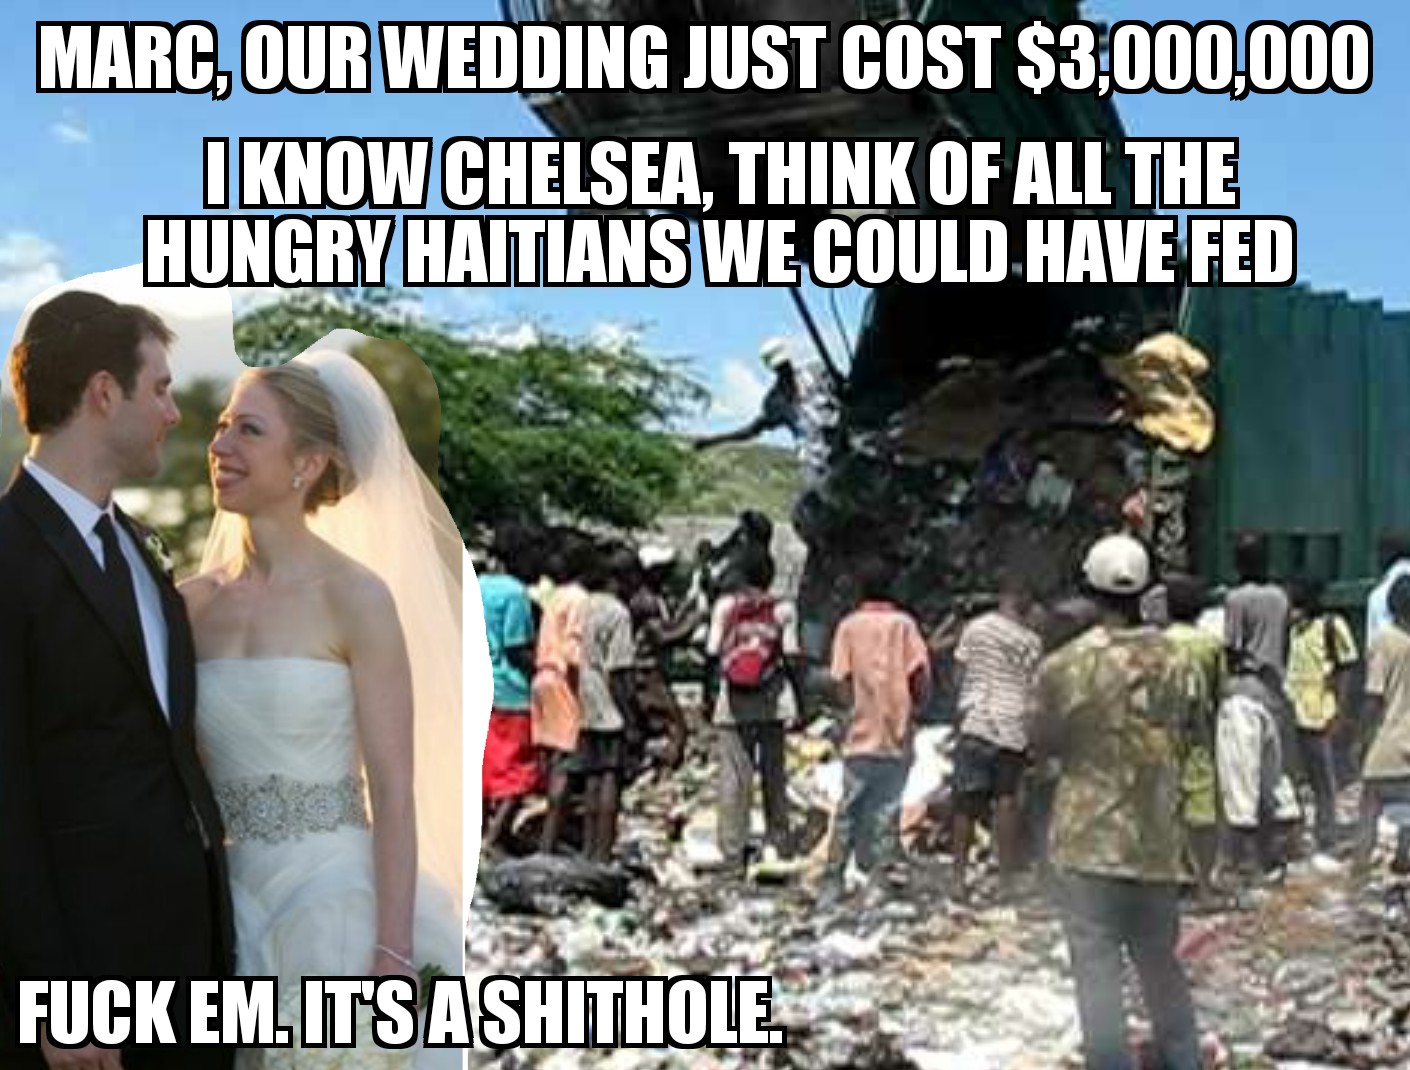 MARC, OUR WEDDING JUST COST $3,000,000
I KNOW CHELSEA, THINK OF ALL THE
HUNGRY HAITIANS WE COULD HAVE FED
FUCK EM. IT'S A SHITHOLE.